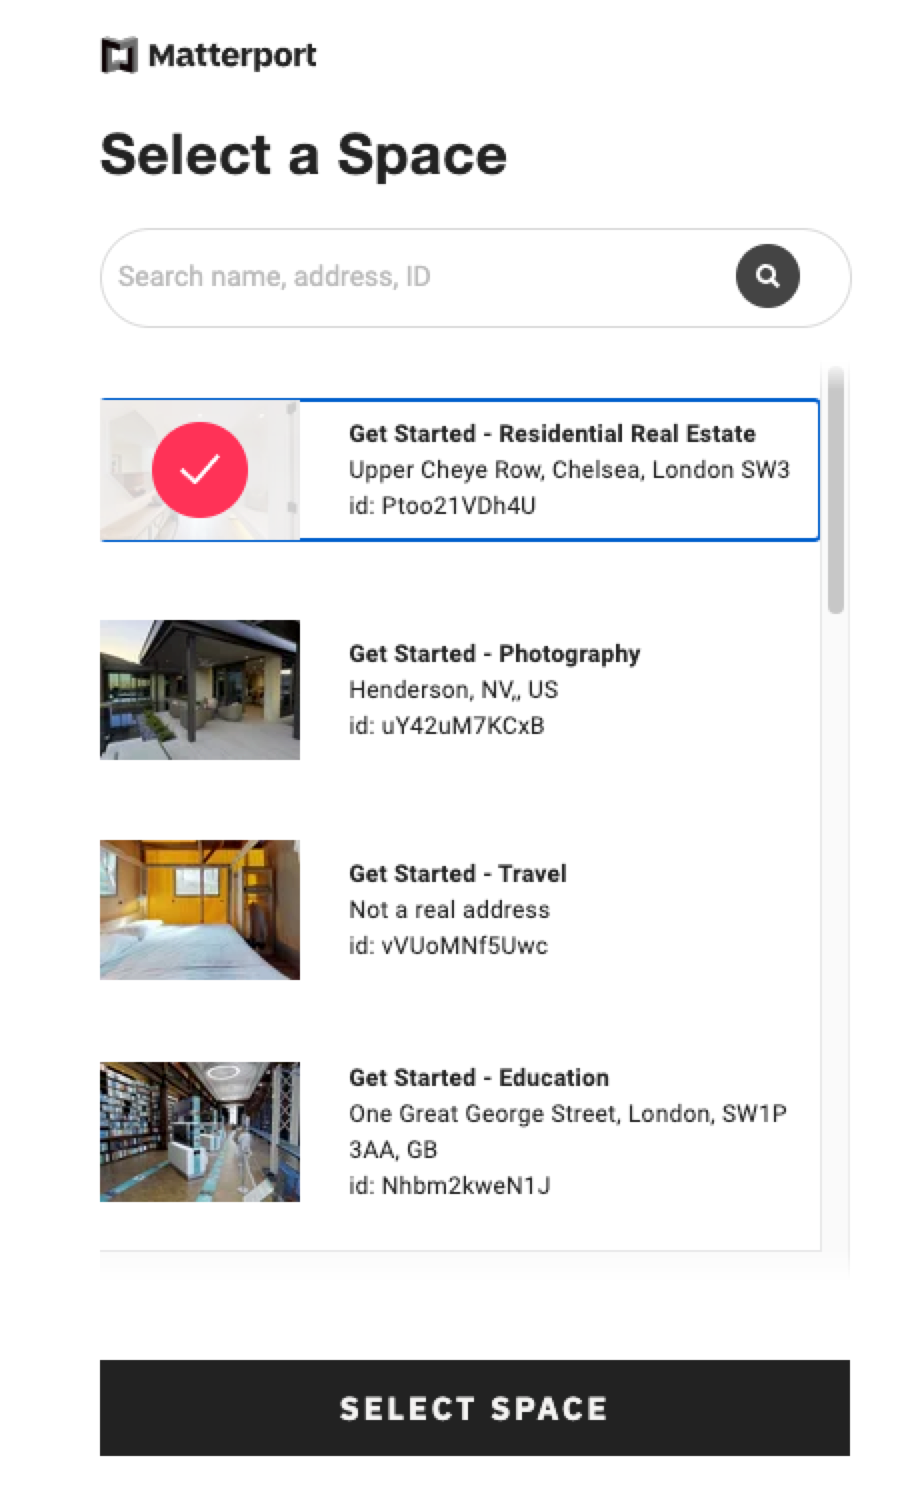 Matterport
Select a Space
Search name, address, ID
Get Started - Residential Real Estate
Upper Cheye Row, Chelsea, London SW3
id: Ptoo21VDh4U
Get Started - Photography
Henderson, NV,, US
id: uY42uM7KCxB
Get Started - Travel
Not a real address
id: vVUoMNf5Uwc
Get Started - Education
One Great George Street, London, SW1P
3AA, GB
id: Nhbm2kweN1J
SELECT SPACE